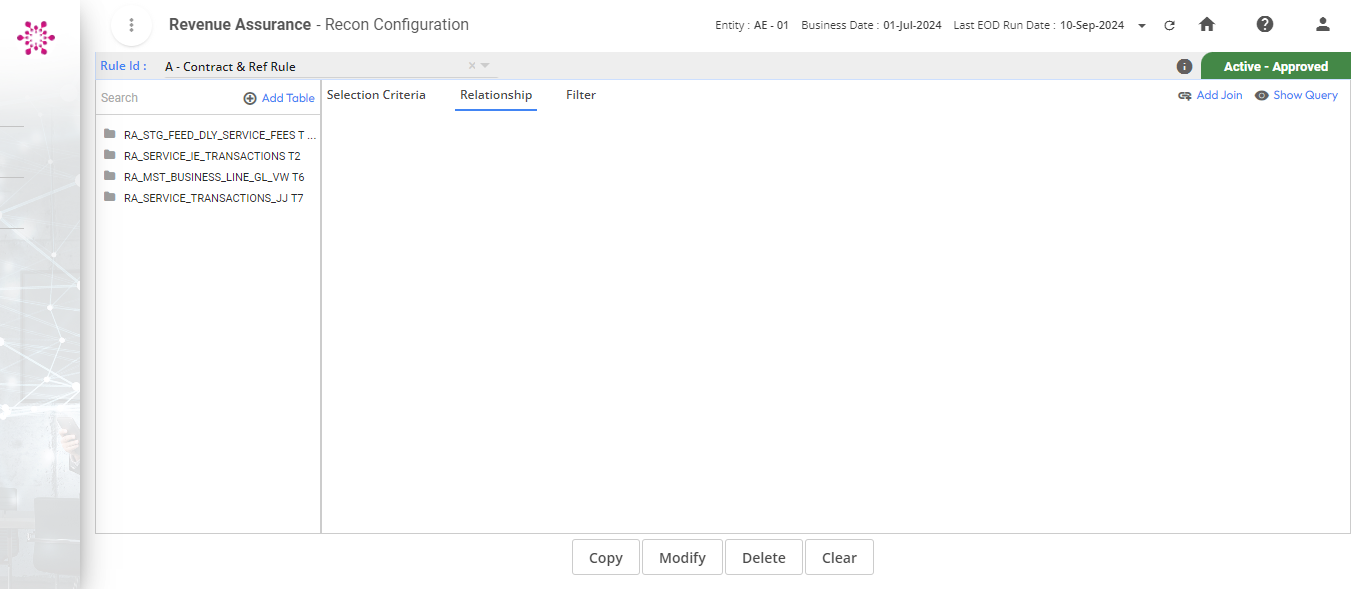 Revenue Assurance - Recon Configuration
Entity : AE - 01 Business Date : 01-Jul-2024 Last EOD Run Date : 10-Sep-2024
Rule Id : A - Contract & Ref Rule
Active - Approved
Search Add Table
Selection Criteria Relationship Filter
Add Join Show Query
RA_STG_FEED_DLY_SERVICE_FEES T ...
RA_SERVICE_IE_TRANSACTIONS T2
RA_MST_BUSINESS_LINE_GL_VW T6
RA_SERVICE_TRANSACTIONS_JJ T7
Copy Modify Delete Clear